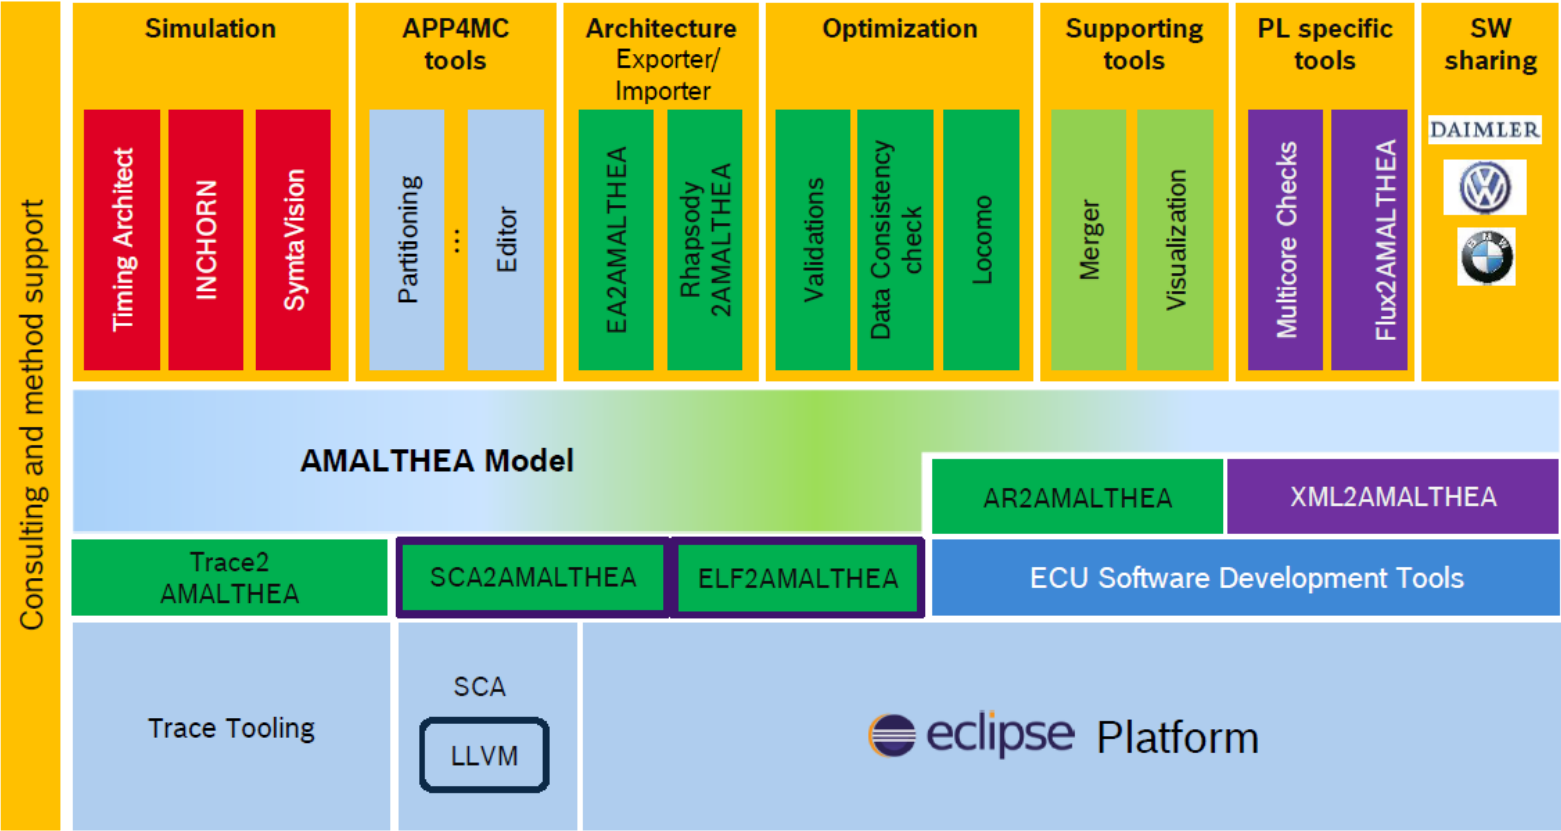 Consulting and method support
Simulation
Timing Architect
INCHORN
SymtaVision
APP4MC
tools
Partitioning
...
Editor
Architecture
Exporter/
Importer
EA2AMALTHEA
Rhapsody
2AMALTHEA
Optimization
Validations
Data Consistency
check
Locomo
Supporting
tools
Merger
Visualization
PL specific
tools
Multicore Checks
Flux2AMALTHEA
SW
sharing
DAIMLER
BMW
AMALTHEA Model
AR2AMALTHEA
XML2AMALTHEA
Trace2
AMALTHEA
SCA2AMALTHEA
ELF2AMALTHEA
ECU Software Development Tools
Trace Tooling
SCA
LLVM
eclipse Platform